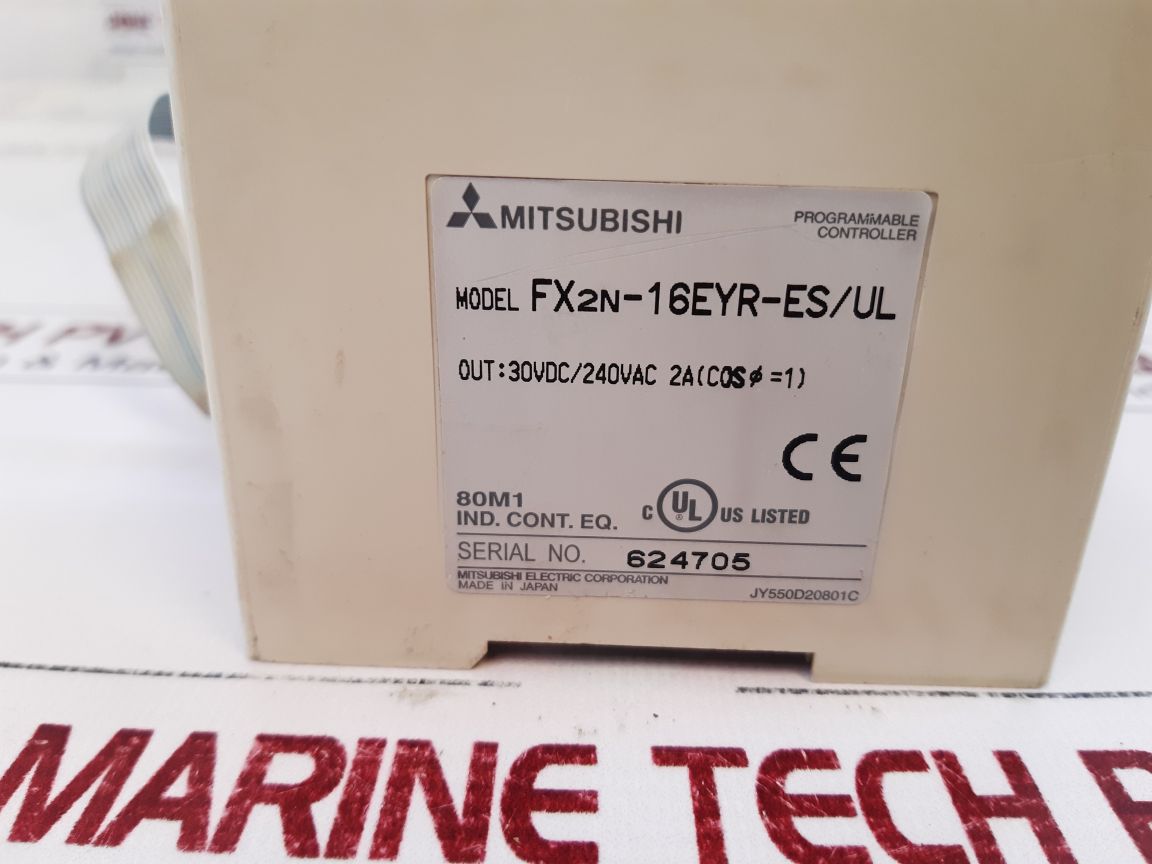 MITSUBISHI
PROGRAMMABLE
CONTROLLER
MODEL FX2N-16EYR-ES/UL
OUT:30VDC/240VAC 2A(COSφ=1)
CE
80M1
IND. CONT. EQ.
C UL US LISTED
SERIAL NO. 624705
MITSUBISHI ELECTRIC CORPORATION
MADE IN JAPAN
JY550D20801C
MARINE TECH